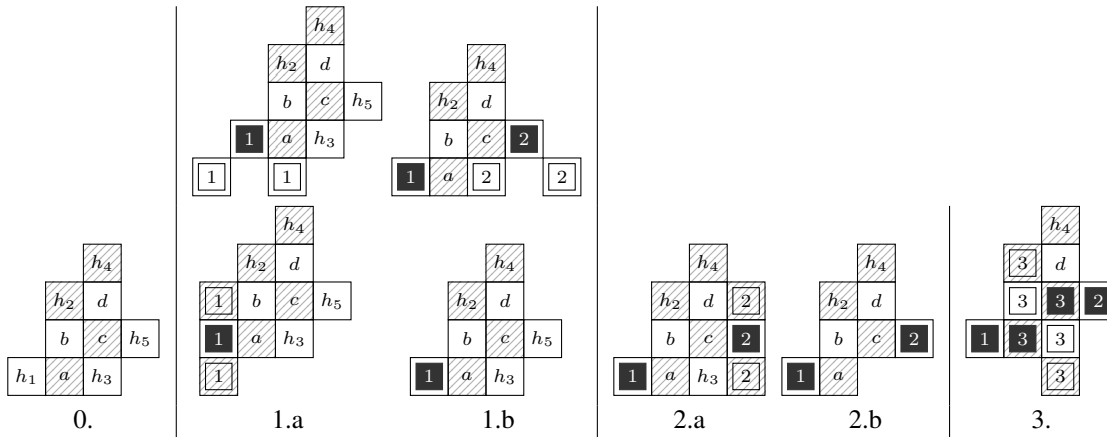 h₄
h₂ d h₄
b c h₅ h₂ d
1 a h₃ b c 2
1 1 1 a 2 2
h₄ h₄
h₄ h₂ d h₄ h₄ h₄ 3 d
h₂ d 1 b c h₅ h₂ d h₂ d 2 h₂ d 3 3 2
b c h₅ 1 a h₃ b c h₅ b c 2 b c 2 1 3 3
h₁ a h₃ 1 1 a h₃ 1 a h₃ 2 1 a 3
0. 1.a 1.b 2.a 2.b 3.